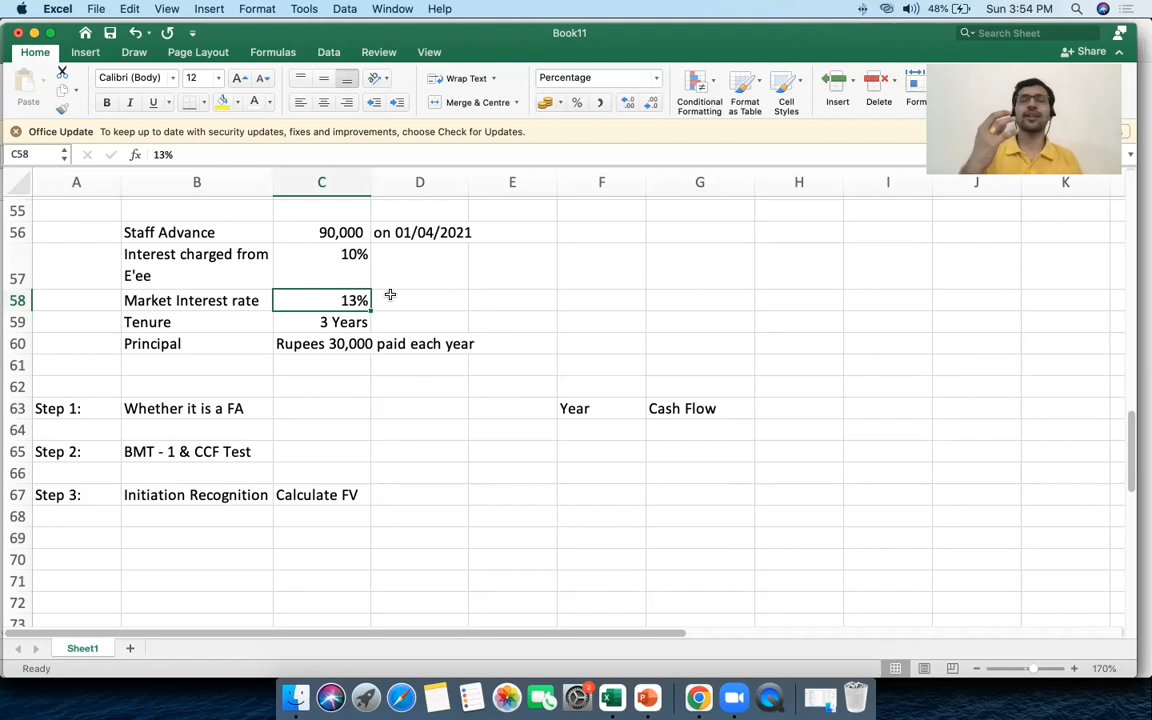 Excel File Edit View Insert Format Tools Data Window Help 48% Sun 3:54 PM
Book11 Search Sheet
Home Insert Draw Page Layout Formulas Data Review View Share
Paste Calibri (Body) 12 A A Wrap Text Percentage
B I U A Merge & Centre % Conditional Formatting Format as Table Cell Styles Insert Delete Form
Office Update To keep up to date with security updates, fixes and improvements, choose Check for Updates.
C58 fx 13%
A B C D E F G H I J K
55
56 Staff Advance 90,000 on 01/04/2021
57 Interest charged from E'ee 10%
58 Market Interest rate 13%
59 Tenure 3 Years
60 Principal Rupees 30,000 paid each year
61
62
63 Step 1: Whether it is a FA Year Cash Flow
64
65 Step 2: BMT - 1 & CCF Test
66
67 Step 3: Initiation Recognition Calculate FV
68
69
70
71
72
73
Sheet1
Ready 170%
2